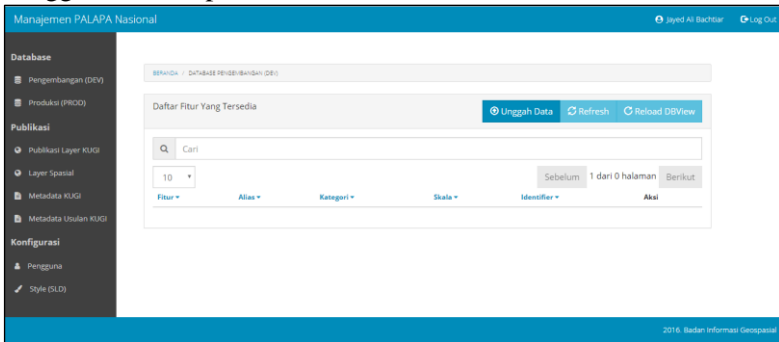 Manajemen PALAPA Nasional
Jayed Ali Bachtiar Log Out
Database
Pengembangan (DEV)
Produksi (PROD)
Publikasi
Publikasi Layer KUGI
Layer Spasial
Metadata KUGI
Metadata Usulan KUGI
Konfigurasi
Pengguna
Style (SLD)
BERANDA / DATABASE PENGEMBANGAN (DEV)
Daftar Fitur Yang Tersedia
Unggah Data Refresh Reload DBView
Cari
10 Sebelum 1 dari 0 halaman Berikut
Fitur Alias Kategori Skala Identifier Aksi
2016. Badan Informasi Geospasial